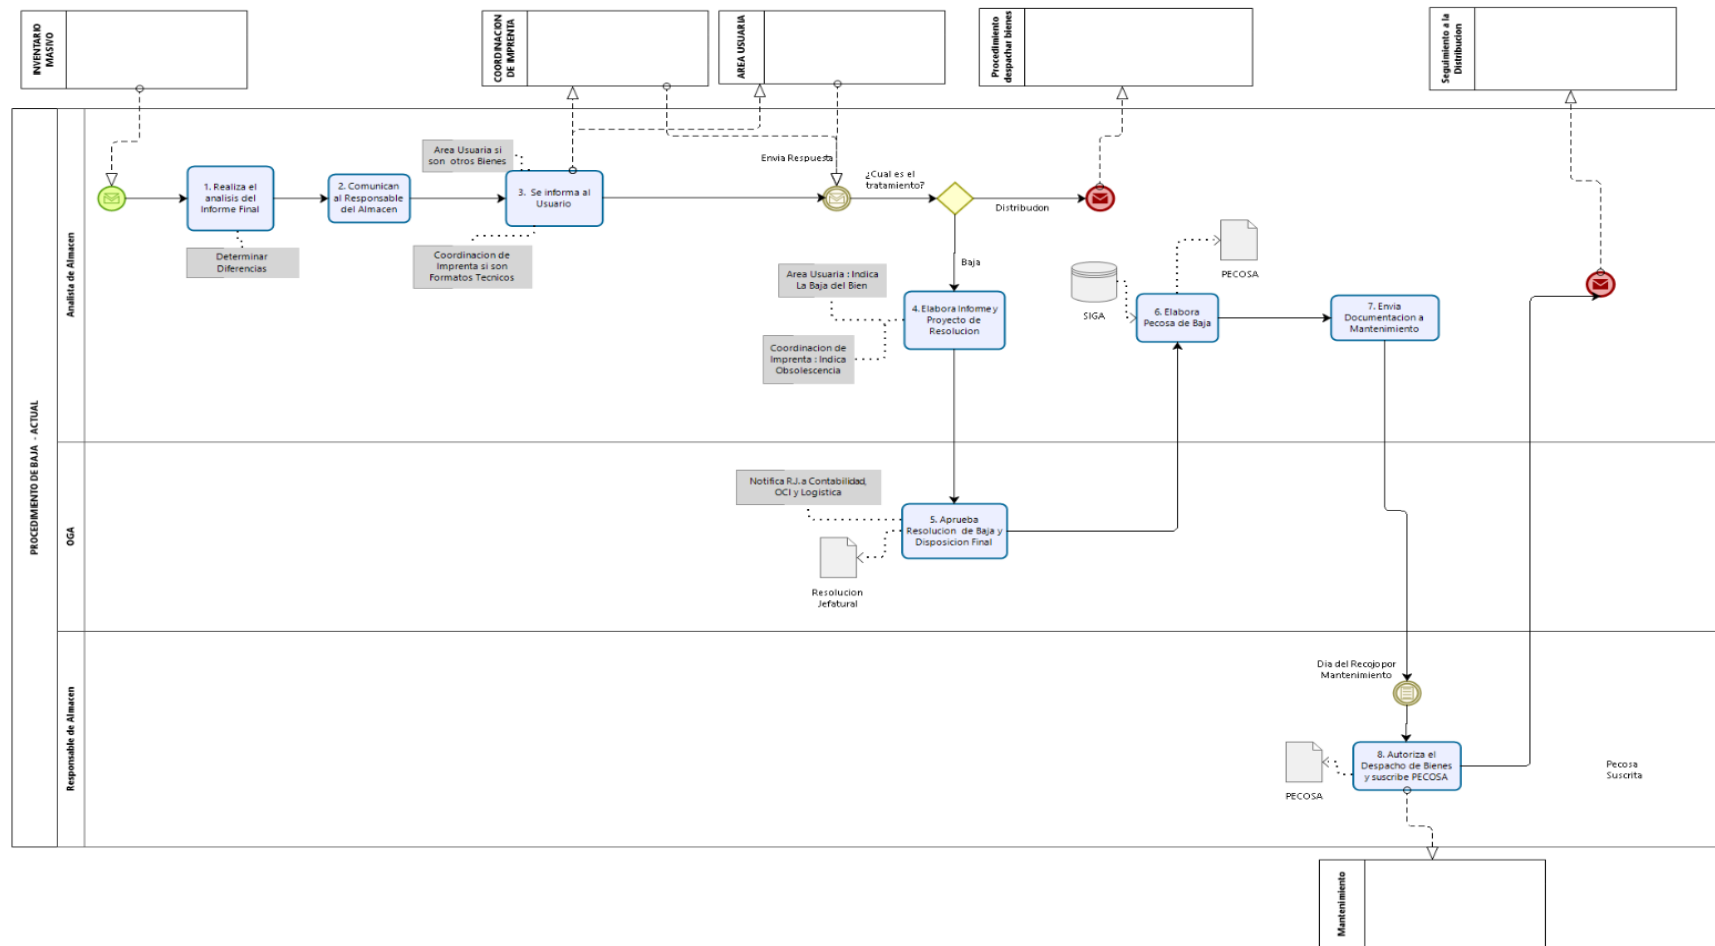 INVENTARIO
MASIVO
COORDINACION
DE IMPRENTA
AREA USUARIA
Procedimiento
despachar bienes
Seguimiento a la
Distribucion
PROCEDIMIENTO DE BAJA - ACTUAL
Analista de Almacen
Area Usuaria si
son otros Bienes
Envia Respuesta
¿Cual es el
tratamiento?
1. Realiza el
analisis del
Informe Final
2. Comunican
al Responsable
del Almacen
3. Se informa al
Usuario
Distribudon
Determinar
Diferencias
Coordinacion de
Imprenta si son
Formatos Tecnicos
Baja
Area Usuaria : Indica
La Baja del Bien
PECOSA
SIGA
4. Elabora Informe y
Proyecto de
Resolucion
6. Elabora
Pecosa de Baja
7. Envia
Documentacion a
Mantenimiento
Coordinacion de
Imprenta : Indica
Obsolescencia
OGA
Notifica R.J. a Contabilidad,
OCI y Logistica
5. Aprueba
Resolucion de Baja y
Disposicion Final
Resolucion
Jefatural
Responsable de Almacen
Dia del Recojo por
Mantenimiento
8. Autoriza el
Despacho de Bienes
y suscribe PECOSA
PECOSA
Pecosa
Suscrita
Mantenimiento